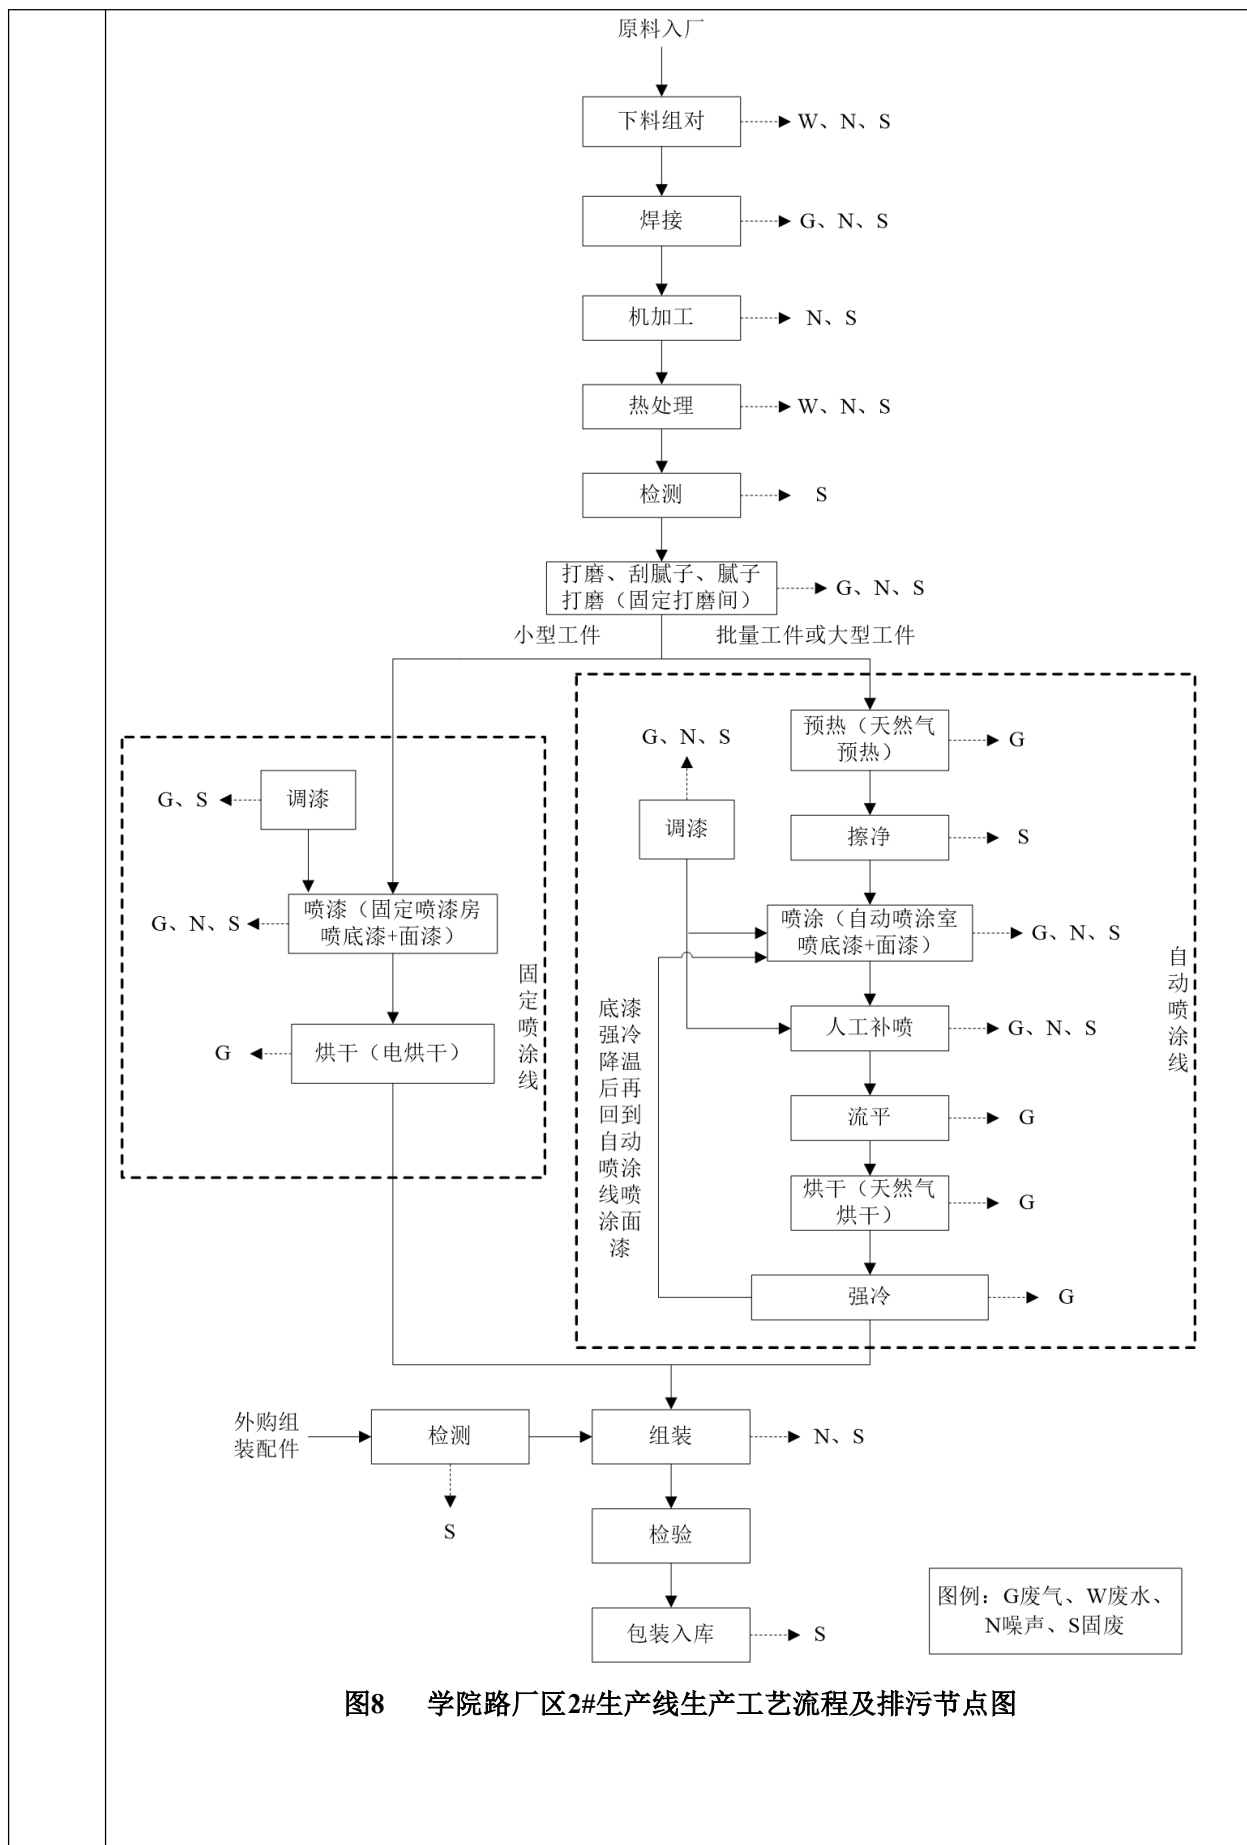 原料入厂
下料组对
W、N、S
焊接
G、N、S
机加工
N、S
热处理
W、N、S
检测
S
打磨、刮腻子、腻子
打磨（固定打磨间）
G、N、S
小型工件
批量工件或大型工件
调漆
G、S
喷漆（固定喷漆房
喷底漆+面漆）
G、N、S
烘干（电烘干）
G
固
定
喷
涂
线
预热（天然气
预热）
G
G、N、S
调漆
擦净
S
喷涂（自动喷涂室
喷底漆+面漆）
G、N、S
人工补喷
G、N、S
流平
G
烘干（天然气
烘干）
G
强冷
G
底漆
强冷
降温
后再
回到
自动
喷涂
线喷
涂面
漆
自
动
喷
涂
线
外购组
装配件
检测
S
组装
N、S
检验
包装入库
S
图例：G废气、W废水、
N噪声、S固废
图8 学院路厂区2#生产线生产工艺流程及排污节点图